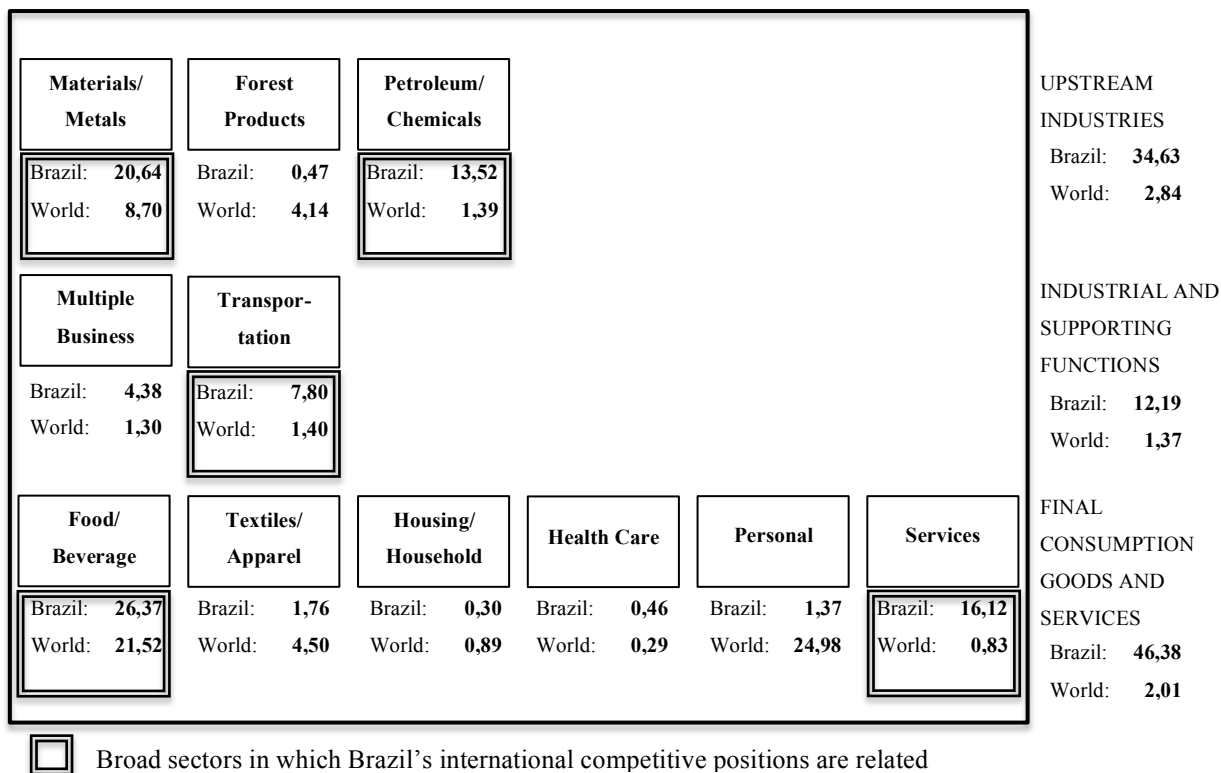 Materials/
Metals
Brazil: 20,64
World: 8,70
Forest
Products
Brazil: 0,47
World: 4,14
Petroleum/
Chemicals
Brazil: 13,52
World: 1,39
UPSTREAM
INDUSTRIES
Brazil: 34,63
World: 2,84
Multiple
Business
Brazil: 4,38
World: 1,30
Transpor-
tation
Brazil: 7,80
World: 1,40
INDUSTRIAL AND
SUPPORTING
FUNCTIONS
Brazil: 12,19
World: 1,37
Food/
Beverage
Brazil: 26,37
World: 21,52
Textiles/
Apparel
Brazil: 1,76
World: 4,50
Housing/
Household
Brazil: 0,30
World: 0,89
Health Care
Brazil: 0,46
World: 0,29
Personal
Brazil: 1,37
World: 24,98
Services
Brazil: 16,12
World: 0,83
FINAL
CONSUMPTION
GOODS AND
SERVICES
Brazil: 46,38
World: 2,01
Broad sectors in which Brazil’s international competitive positions are related